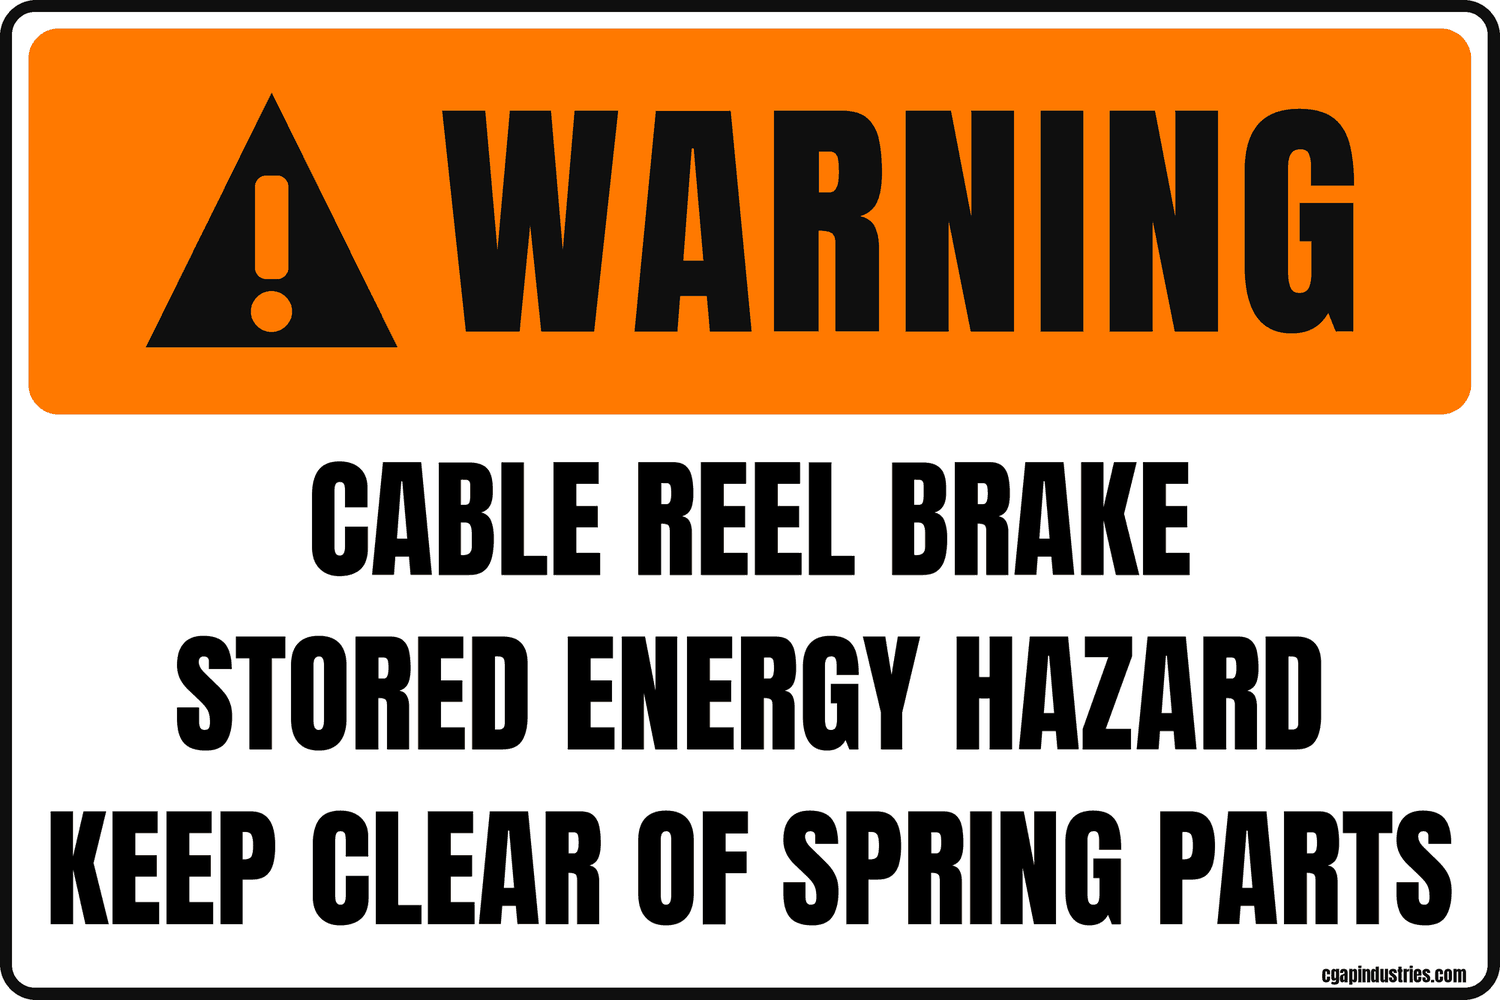 WARNING
CABLE REEL BRAKE
STORED ENERGY HAZARD
KEEP CLEAR OF SPRING PARTS
cgapindustries.com